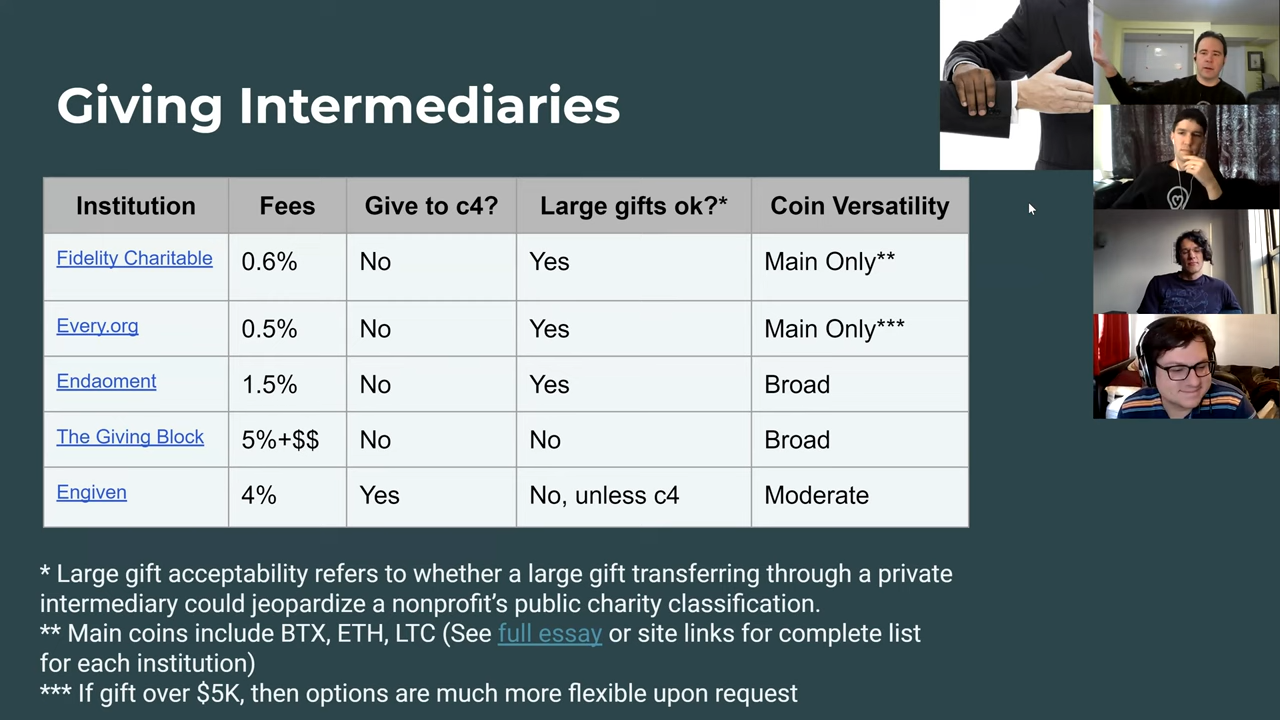 Giving Intermediaries
Institution Fees Give to c4? Large gifts ok?* Coin Versatility
Fidelity Charitable 0.6% No Yes Main Only**
Every.org 0.5% No Yes Main Only***
Endaoment 1.5% No Yes Broad
The Giving Block 5%+$$ No No Broad
Engiven 4% Yes No, unless c4 Moderate
* Large gift acceptability refers to whether a large gift transferring through a private
intermediary could jeopardize a nonprofit’s public charity classification.
** Main coins include BTX, ETH, LTC (See full essay or site links for complete list
for each institution)
*** If gift over $5K, then options are much more flexible upon request